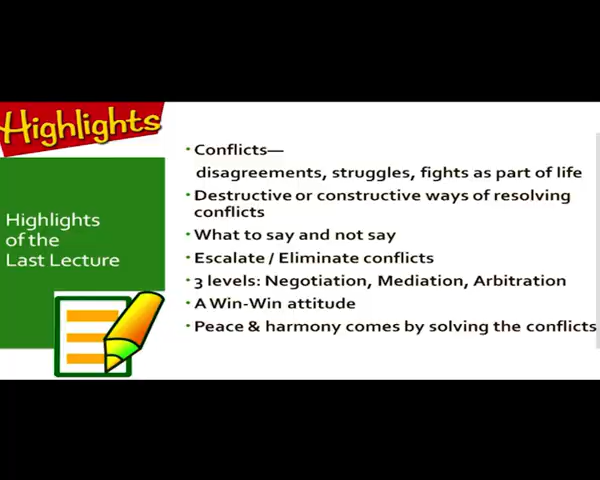 Highlights
Highlights
of the
Last Lecture
• Conflicts—
disagreements, struggles, fights as part of life
• Destructive or constructive ways of resolving
conflicts
• What to say and not say
• Escalate / Eliminate conflicts
• 3 levels: Negotiation, Mediation, Arbitration
• A Win-Win attitude
• Peace & harmony comes by solving the conflicts